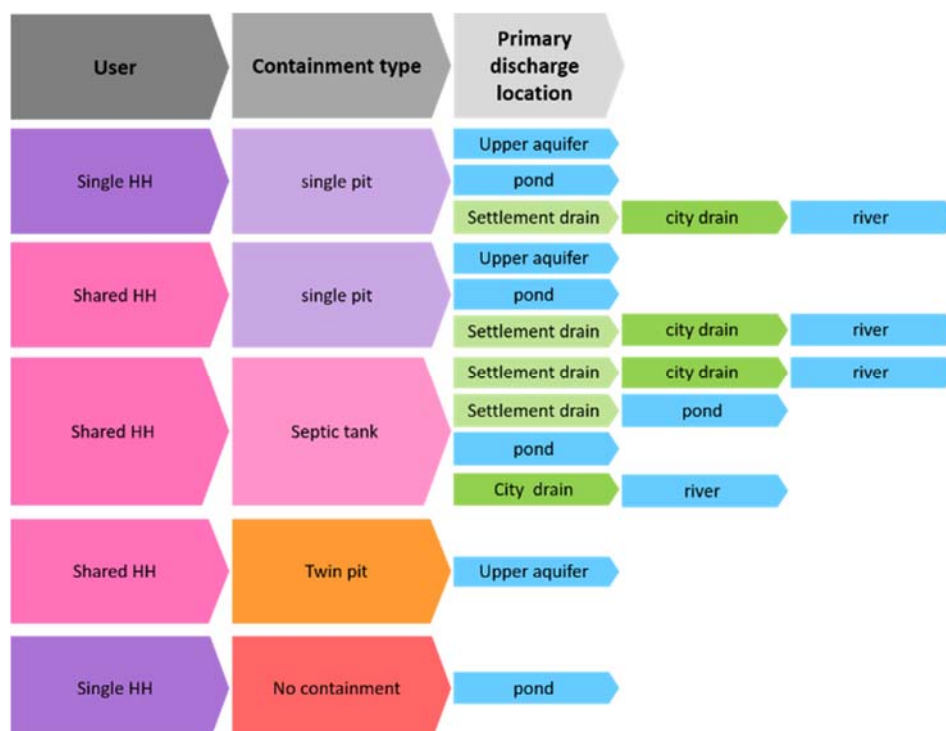 User
Containment type
Primary
discharge
location
Single HH
single pit
Upper aquifer
pond
Settlement drain
city drain
river
Shared HH
single pit
Upper aquifer
pond
Settlement drain
city drain
river
Shared HH
Septic tank
Settlement drain
city drain
river
Settlement drain
pond
pond
City drain
river
Shared HH
Twin pit
Upper aquifer
Single HH
No containment
pond